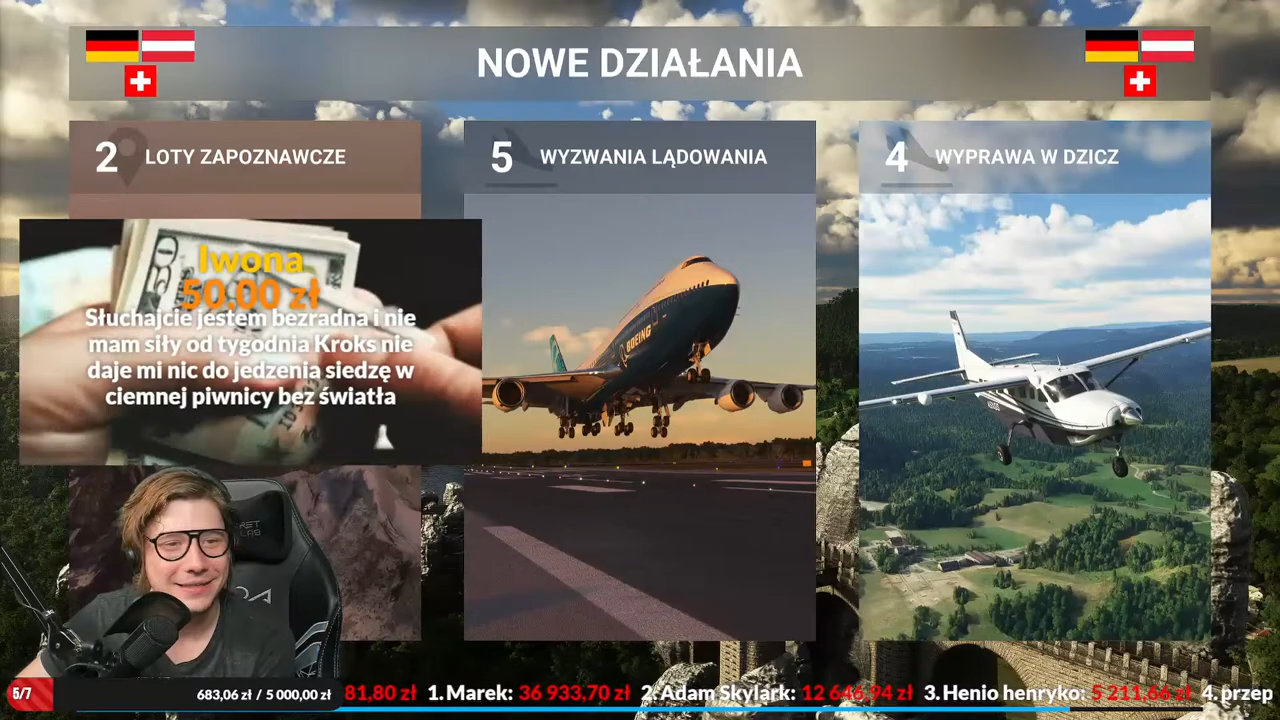 NOWE DZIAŁANIA
2 LOTY ZAPOZNAWCZE
5 WYZWANIA LĄDOWANIA
4 WYPRAWA W DZICZ
Iwona
50.00 zł
Słuchajcie jestem bezradna i nie
mam siły od tygodnia Kroks nie
daje mi nic do jedzenia siedzę w
ciemnej piwnicy bez światła
BOEING
5/7
683,06 zł / 5 000,00 zł
81,80 zł 1. Marek: 36 933,70 zł 2. Adam Skylark: 12 646,94 zł 3. Henio henryko: 5 211,66 zł 4. przep